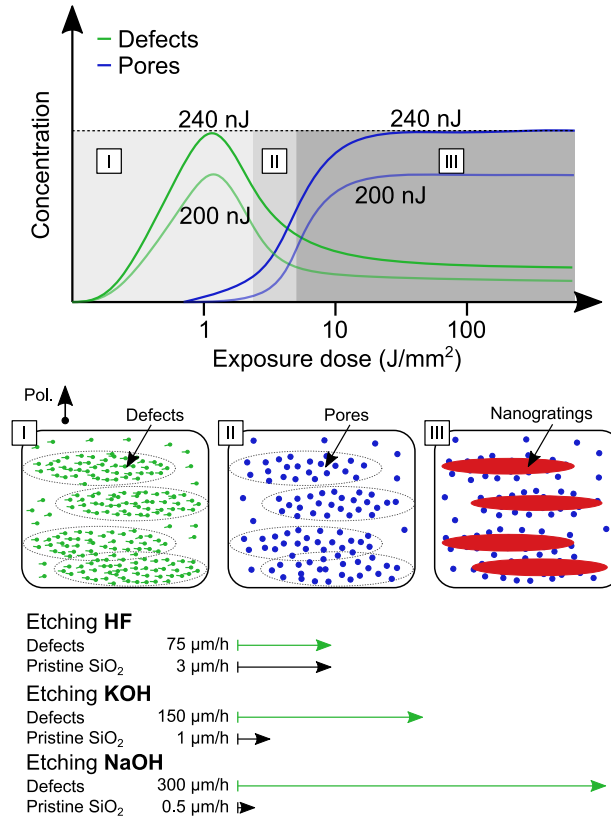 Defects
Pores
240 nJ
240 nJ
I
II
III
200 nJ
200 nJ
Concentration
1
10
100
Exposure dose (J/mm²)
Pol.
I
Defects
II
Pores
III
Nanogratings
Etching HF
Defects 75 µm/h
Pristine SiO₂ 3 µm/h
Etching KOH
Defects 150 µm/h
Pristine SiO₂ 1 µm/h
Etching NaOH
Defects 300 µm/h
Pristine SiO₂ 0.5 µm/h